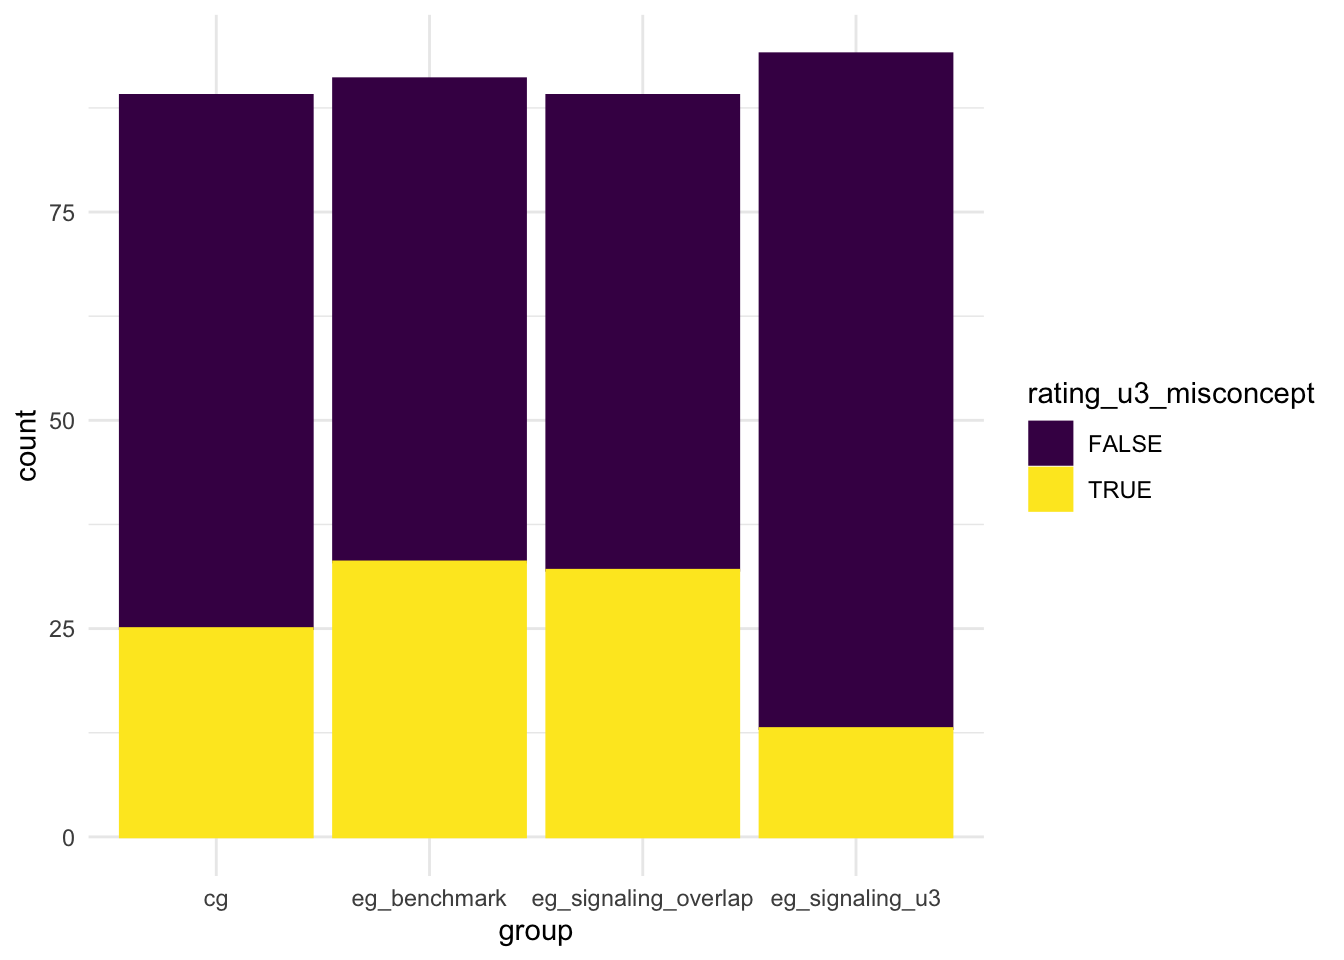 75
50
25
0
count
cg
eg_benchmark
eg_signaling_overlap
eg_signaling_u3
group
rating_u3_misconcept
FALSE
TRUE